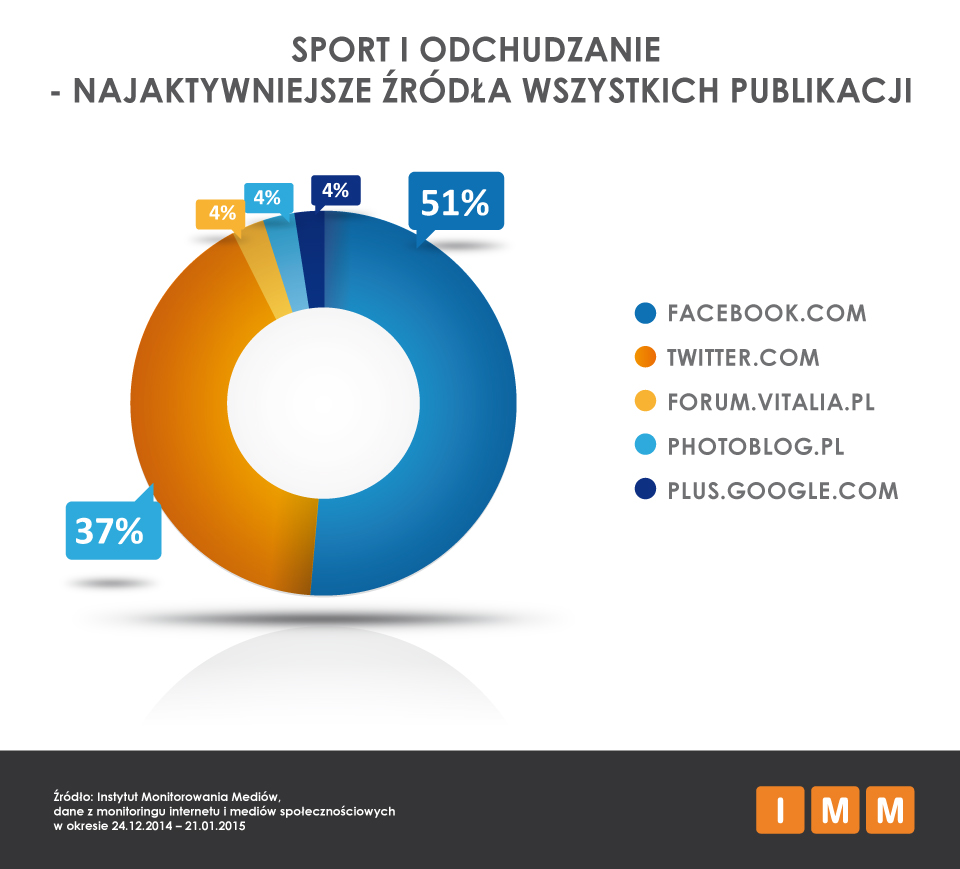 SPORT I ODCHUDZANIE
- NAJAKTYWNIEJSZE ŹRÓDŁA WSZYSTKICH PUBLIKACJI
4%
4%
4%
51%
37%
FACEBOOK.COM
TWITTER.COM
FORUM.VITALIA.PL
PHOTOBLOG.PL
PLUS.GOOGLE.COM
Źródło: Instytut Monitorowania Mediów,
dane z monitoringu internetu i mediów społecznościowych
w okresie 24.12.2014 – 21.01.2015
IMM